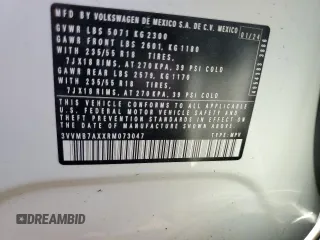 MFD. BY VOLKSWAGEN DE MEXICO S.A. DE C.V. MEXICO
GVWR LBS 5071 KG 2300 01/24
GAWR FRONT LBS 2601, KG 1180
WITH 235/55 R18 TIRES,
7JX18 RIMS, AT 270 KPA, 39 PSI COLD
GAWR REAR LBS 2579, KG 1170
WITH 235/55 R18 TIRES,
7JX18 RIMS, AT 270 KPA, 39 PSI COLD
THIS VEHICLE CONFORMS TO ALL APPLICABLE
FEDERAL MOTOR VEHICLE SAFETY AND
THEFT PREVENTION STANDARDS IN EFFECT ON
THE DATE OF MANUFACTURE SHOWN ABOVE.
3VVMB7AXXRM073047 TYPE: MPV
DREAMBID